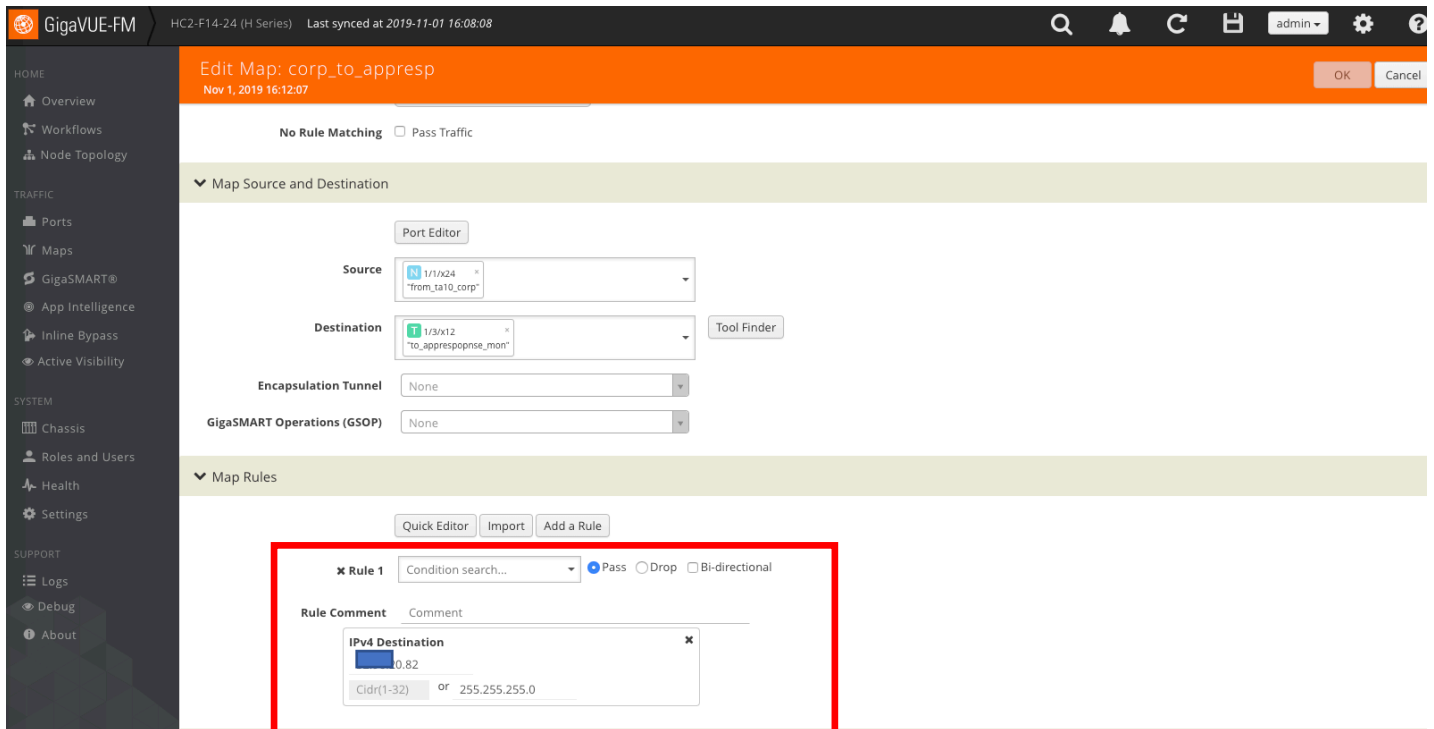 GigaVUE-FM HC2-F14-24 (H Series) Last synced at 2019-11-01 16:08:08 admin ?
HOME
Overview
Workflows
Node Topology
TRAFFIC
Ports
Maps
GigaSMART®
App Intelligence
Inline Bypass
Active Visibility
SYSTEM
Chassis
Roles and Users
Health
Settings
SUPPORT
Logs
Debug
About
Edit Map: corp_to_appresp
Nov 1, 2019 16:12:07
OK Cancel
No Rule Matching Pass Traffic
Map Source and Destination
Port Editor
Source N 1/1/x24 ×
"from_ta10_corp"
Destination T 1/3/x12 × Tool Finder
"to_apprespopnse_mon"
Encapsulation Tunnel None
GigaSMART Operations (GSOP) None
Map Rules
Quick Editor Import Add a Rule
✖ Rule 1 Condition search... Pass Drop Bi-directional
Rule Comment Comment
IPv4 Destination ✖
0.82
Cidr(1-32) or 255.255.255.0